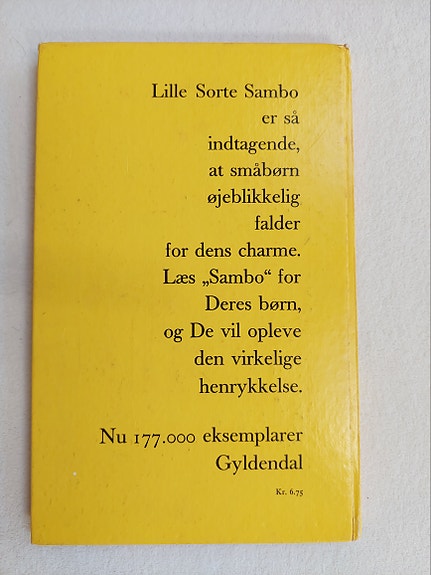 Lille Sorte Sambo
er så
indtagende,
at småbørn
øjeblikkelig
falder
for dens charme.
Læs „Sambo“ for
Deres børn,
og De vil opleve
den virkelige
henrykkelse.
Nu 177.000 eksemplarer
Gyldendal
Kr. 6.75